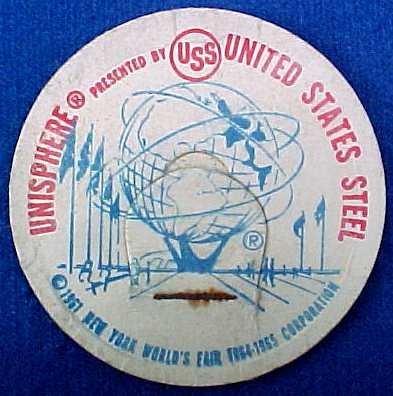 UNISPHERE® PRESENTED BY USS UNITED STATES STEEL
®
©1961 NEW YORK WORLD'S FAIR 1964-1965 CORPORATION